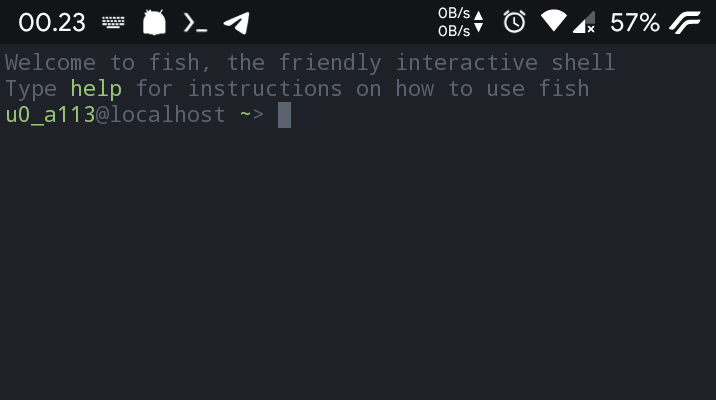 00.23 0B/s 57%
0B/s
Welcome to fish, the friendly interactive shell
Type help for instructions on how to use fish
u0_a113@localhost ~>